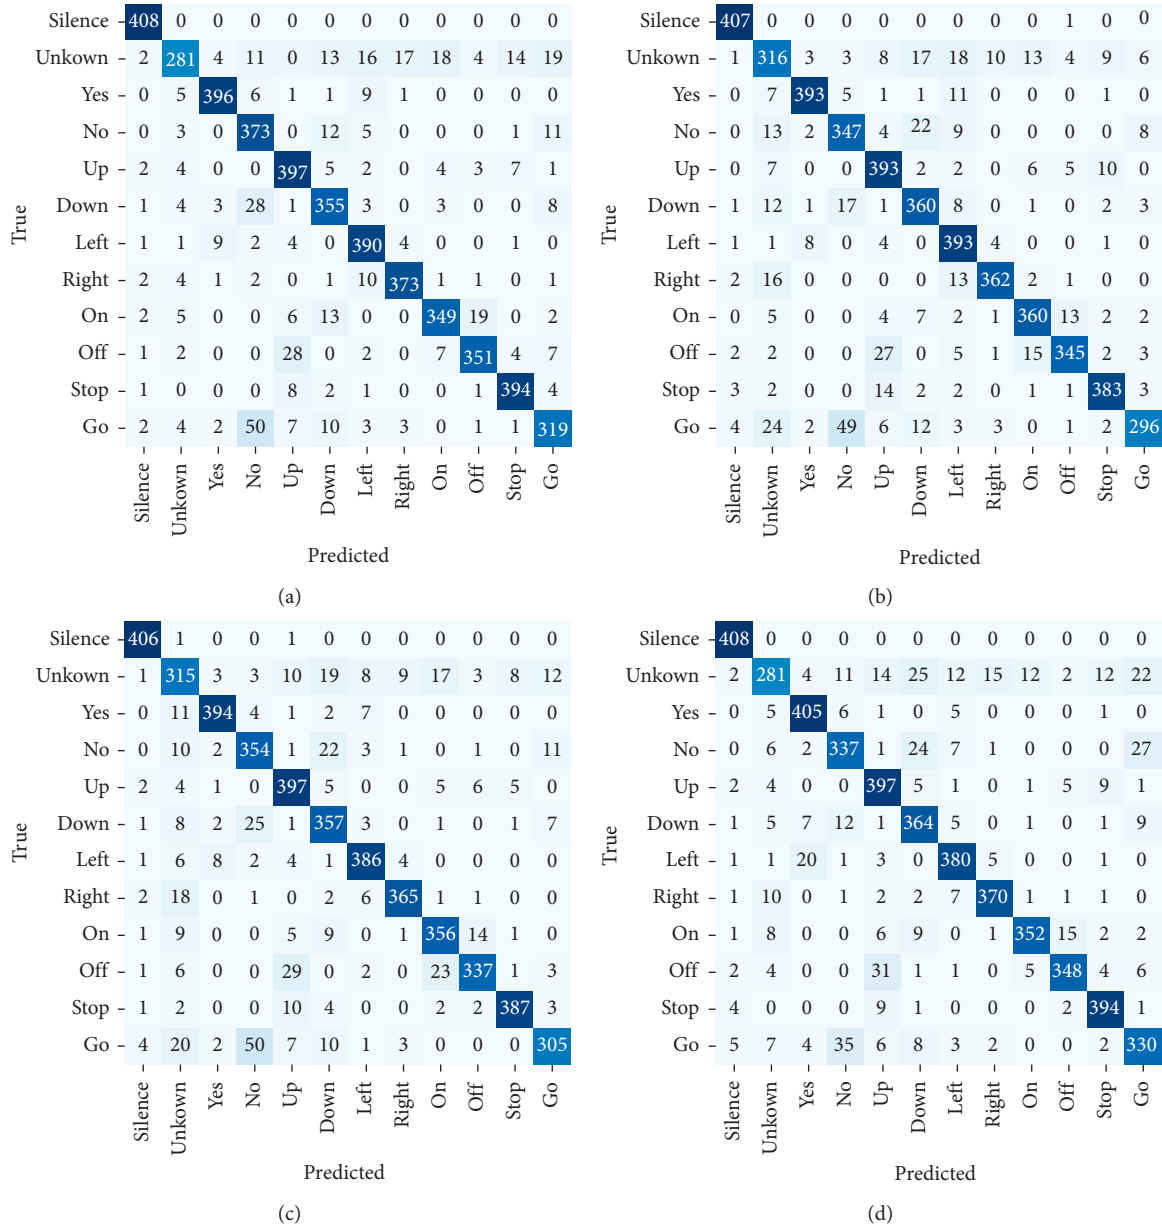 Silence 408 0 0 0 0 0 0 0 0 0 0 0
Unkown 2 281 4 11 0 13 16 17 18 4 14 19
Yes 0 5 396 6 1 1 9 1 0 0 0 0
No 0 3 0 373 0 12 5 0 0 0 1 11
Up 2 4 0 0 397 5 2 0 4 3 7 1
Down 1 4 3 28 1 355 3 0 3 0 0 8
Left 1 1 9 2 4 0 390 4 0 0 1 0
Right 2 4 1 2 0 1 10 373 1 1 0 1
On 2 5 0 0 6 13 0 0 349 19 0 2
Off 1 2 0 0 28 0 2 0 7 351 4 7
Stop 1 0 0 0 8 2 1 0 0 1 394 4
Go 2 4 2 50 7 10 3 3 0 1 1 319
True
Silence Unkown Yes No Up Down Left Right On Off Stop Go
Predicted
(a)
Silence 407 0 0 0 0 0 0 0 0 1 0 0
Unkown 1 316 3 3 8 17 18 10 13 4 9 6
Yes 0 7 393 5 1 1 11 0 0 0 1 0
No 0 13 2 347 4 22 9 0 0 0 0 8
Up 0 7 0 0 393 2 2 0 6 5 10 0
Down 1 12 1 17 1 360 8 0 1 0 2 3
Left 1 1 8 0 4 0 393 4 0 0 1 0
Right 2 16 0 0 0 0 13 362 2 1 0 0
On 0 5 0 0 4 7 2 1 360 13 2 2
Off 2 2 0 0 27 0 5 1 15 345 2 3
Stop 3 2 0 0 14 2 2 0 1 1 383 3
Go 4 24 2 49 6 12 3 3 0 1 2 296
True
Silence Unkown Yes No Up Down Left Right On Off Stop Go
Predicted
(b)
Silence 406 1 0 0 1 0 0 0 0 0 0 0
Unkown 1 315 3 3 10 19 8 9 17 3 8 12
Yes 0 11 394 4 1 2 7 0 0 0 0 0
No 0 10 2 354 1 22 3 1 0 1 0 11
Up 2 4 1 0 397 5 0 0 5 6 5 0
Down 1 8 2 25 1 357 3 0 1 0 1 7
Left 1 6 8 2 4 1 386 4 0 0 0 0
Right 2 18 0 1 0 2 6 365 1 1 0 0
On 1 9 0 0 5 9 0 1 356 14 1 0
Off 1 6 0 0 29 0 2 0 23 337 1 3
Stop 1 2 0 0 10 4 0 0 2 2 387 3
Go 4 20 2 50 7 10 1 3 0 0 0 305
True
Silence Unkown Yes No Up Down Left Right On Off Stop Go
Predicted
(c)
Silence 408 0 0 0 0 0 0 0 0 0 0 0
Unkown 2 281 4 11 14 25 12 15 12 2 12 22
Yes 0 5 405 6 1 0 5 0 0 0 1 0
No 0 6 2 337 1 24 7 1 0 0 0 27
Up 2 4 0 0 397 5 1 0 1 5 9 1
Down 1 5 7 12 1 364 5 0 1 0 1 9
Left 1 1 20 1 3 0 380 5 0 0 1 0
Right 1 10 0 1 2 2 7 370 1 1 1 0
On 1 8 0 0 6 9 0 1 352 15 2 2
Off 2 4 0 0 31 1 1 0 5 348 4 6
Stop 4 0 0 0 9 1 0 0 0 2 394 1
Go 5 7 4 35 6 8 3 2 0 0 2 330
True
Silence Unkown Yes No Up Down Left Right On Off Stop Go
Predicted
(d)